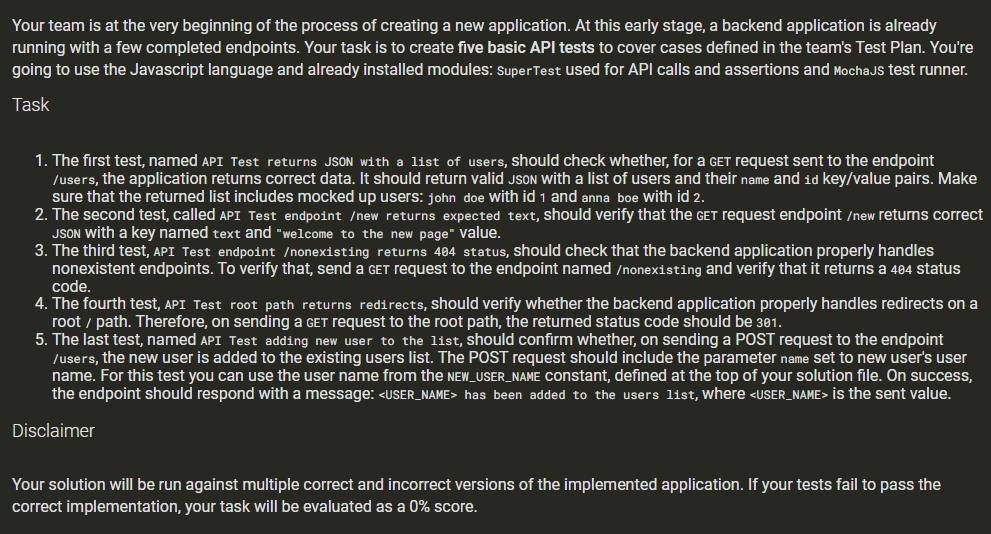 Your team is at the very beginning of the process of creating a new application. At this early stage, a backend application is already
running with a few completed endpoints. Your task is to create five basic API tests to cover cases defined in the team's Test Plan. You're
going to use the Javascript language and already installed modules: SuperTest used for API calls and assertions and MochaJS test runner.
Task
1. The first test, named API Test returns JSON with a list of users, should check whether, for a GET request sent to the endpoint
/users, the application returns correct data. It should return valid JSON with a list of users and their name and id key/value pairs. Make
sure that the returned list includes mocked up users: john doe with id 1 and anna boe with id 2.
2. The second test, called API Test endpoint /new returns expected text, should verify that the GET request endpoint /new returns correct
JSON with a key named text and "welcome to the new page" value.
3. The third test, API Test endpoint /nonexisting returns 404 status, should check that the backend application properly handles
nonexistent endpoints. To verify that, send a GET request to the endpoint named /nonexisting and verify that it returns a 404 status
code.
4. The fourth test, API Test root path returns redirects, should verify whether the backend application properly handles redirects on a
root / path. Therefore, on sending a GET request to the root path, the returned status code should be 301.
5. The last test, named API Test adding new user to the list, should confirm whether, on sending a POST request to the endpoint
/users, the new user is added to the existing users list. The POST request should include the parameter name set to new user's user
name. For this test you can use the user name from the NEW_USER_NAME constant, defined at the top of your solution file. On success,
the endpoint should respond with a message: <USER_NAME> has been added to the users list, where <USER_NAME> is the sent value.
Disclaimer
Your solution will be run against multiple correct and incorrect versions of the implemented application. If your tests fail to pass the
correct implementation, your task will be evaluated as a 0% score.